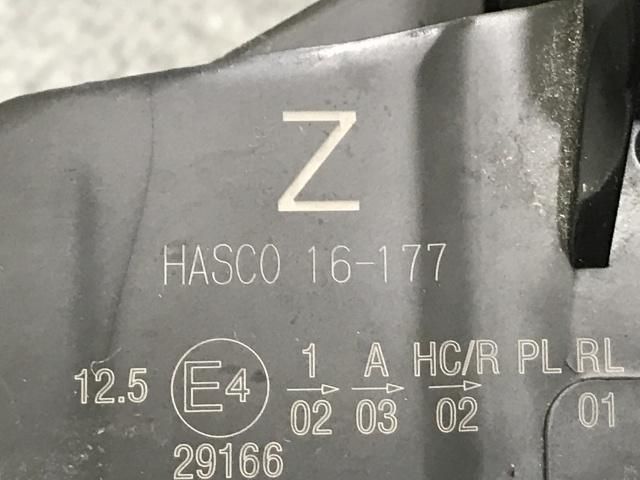 Z
HASCO 16-177
12.5 E4 1 A HC/R PL RL
02 03 02 01
29166